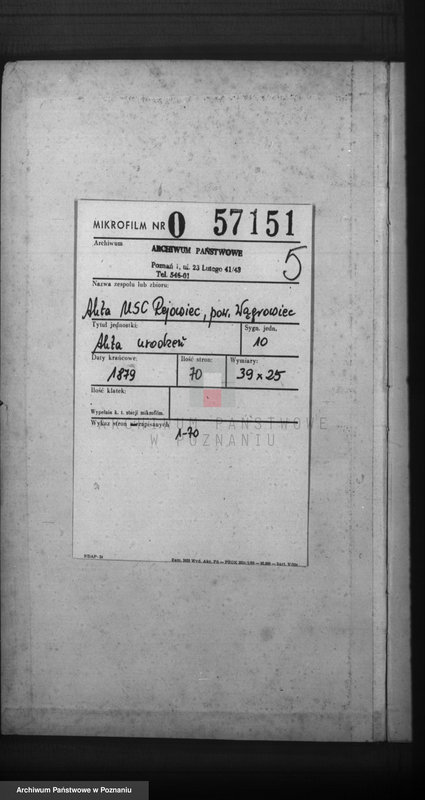 MIKROFILM NR O 57151
Archiwum
ARCHIWUM PAŃSTWOWE
Poznań 1, ul. 23 Lutego 41/43
Tel. 546-01
5
Nazwa zespołu lub zbioru:
Akta USC Rejowiec, pow. Wągrowiec
Tytuł jednostki:
Akta urodzeń
Sygn. jedn.
10
Daty krańcowe:
1879
Ilość stron:
70
Wymiary:
39 x 25
Ilość klatek:
Wypełnia k. t. stacji mikrofilm.
Wykaz stron niezapisanych
1-70
ARCHIWUM PAŃSTWOWE
W POZNANIU
NDAP-24
Archiwum Państwowe w Poznaniu